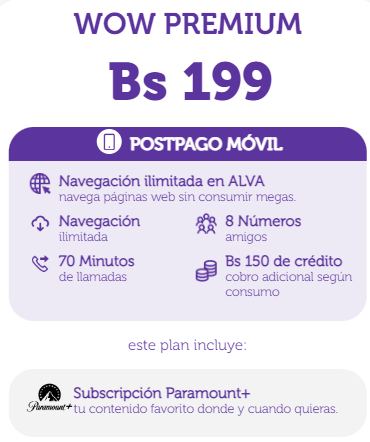 WOW PREMIUM
Bs 199
POSTPAGO MÓVIL
Navegación ilimitada en ALVA
navega páginas web sin consumir megas.
Navegación
ilimitada
8 Números
amigos
70 Minutos
de llamadas
Bs 150 de crédito
cobro adicional según
consumo
este plan incluye:
Subscripción Paramount+
Paramount+
tu contenido favorito donde y cuando quieras.